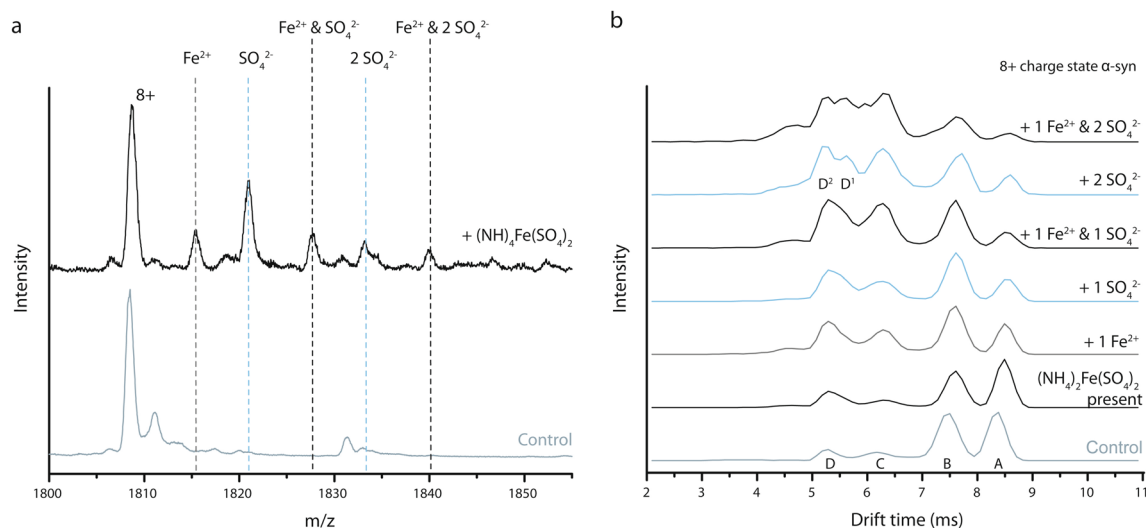 a
Fe²⁺ & SO₄²⁻
Fe²⁺ & 2 SO₄²⁻
Fe²⁺
SO₄²⁻
2 SO₄²⁻
8+
+ (NH)₄Fe(SO₄)₂
Control
Intensity
1800
1810
1820
1830
1840
1850
m/z
b
8+ charge state α-syn
+ 1 Fe²⁺ & 2 SO₄²⁻
+ 2 SO₄²⁻
D² D¹
+ 1 Fe²⁺ & 1 SO₄²⁻
+ 1 SO₄²⁻
+ 1 Fe²⁺
(NH₄)₂Fe(SO₄)₂
present
Control
D C B A
Intensity
2 3 4 5 6 7 8 9 10 11
Drift time (ms)